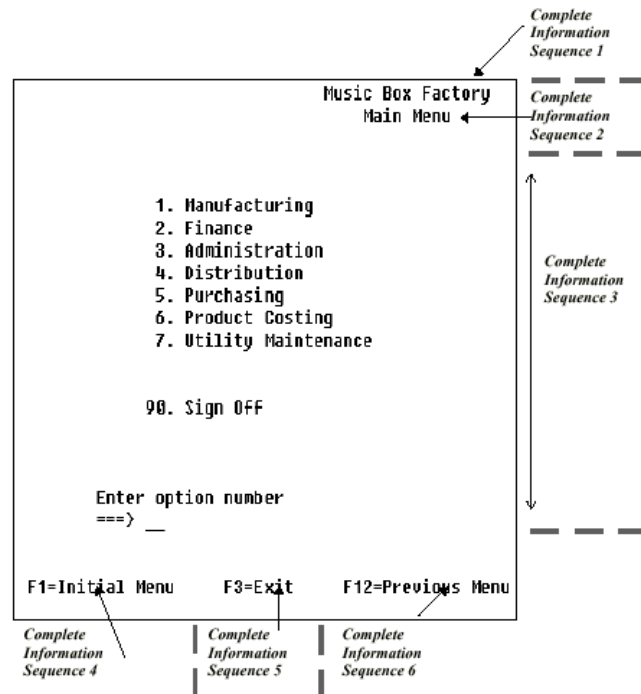 Complete
Information
Sequence 1
Music Box Factory
Main Menu
Complete
Information
Sequence 2
1. Manufacturing
2. Finance
3. Administration
4. Distribution
5. Purchasing
6. Product Costing
7. Utility Maintenance
90. Sign Off
Complete
Information
Sequence 3
Enter option number
===> __
F1=Initial Menu F3=Exit F12=Previous Menu
Complete
Information
Sequence 4
Complete
Information
Sequence 5
Complete
Information
Sequence 6